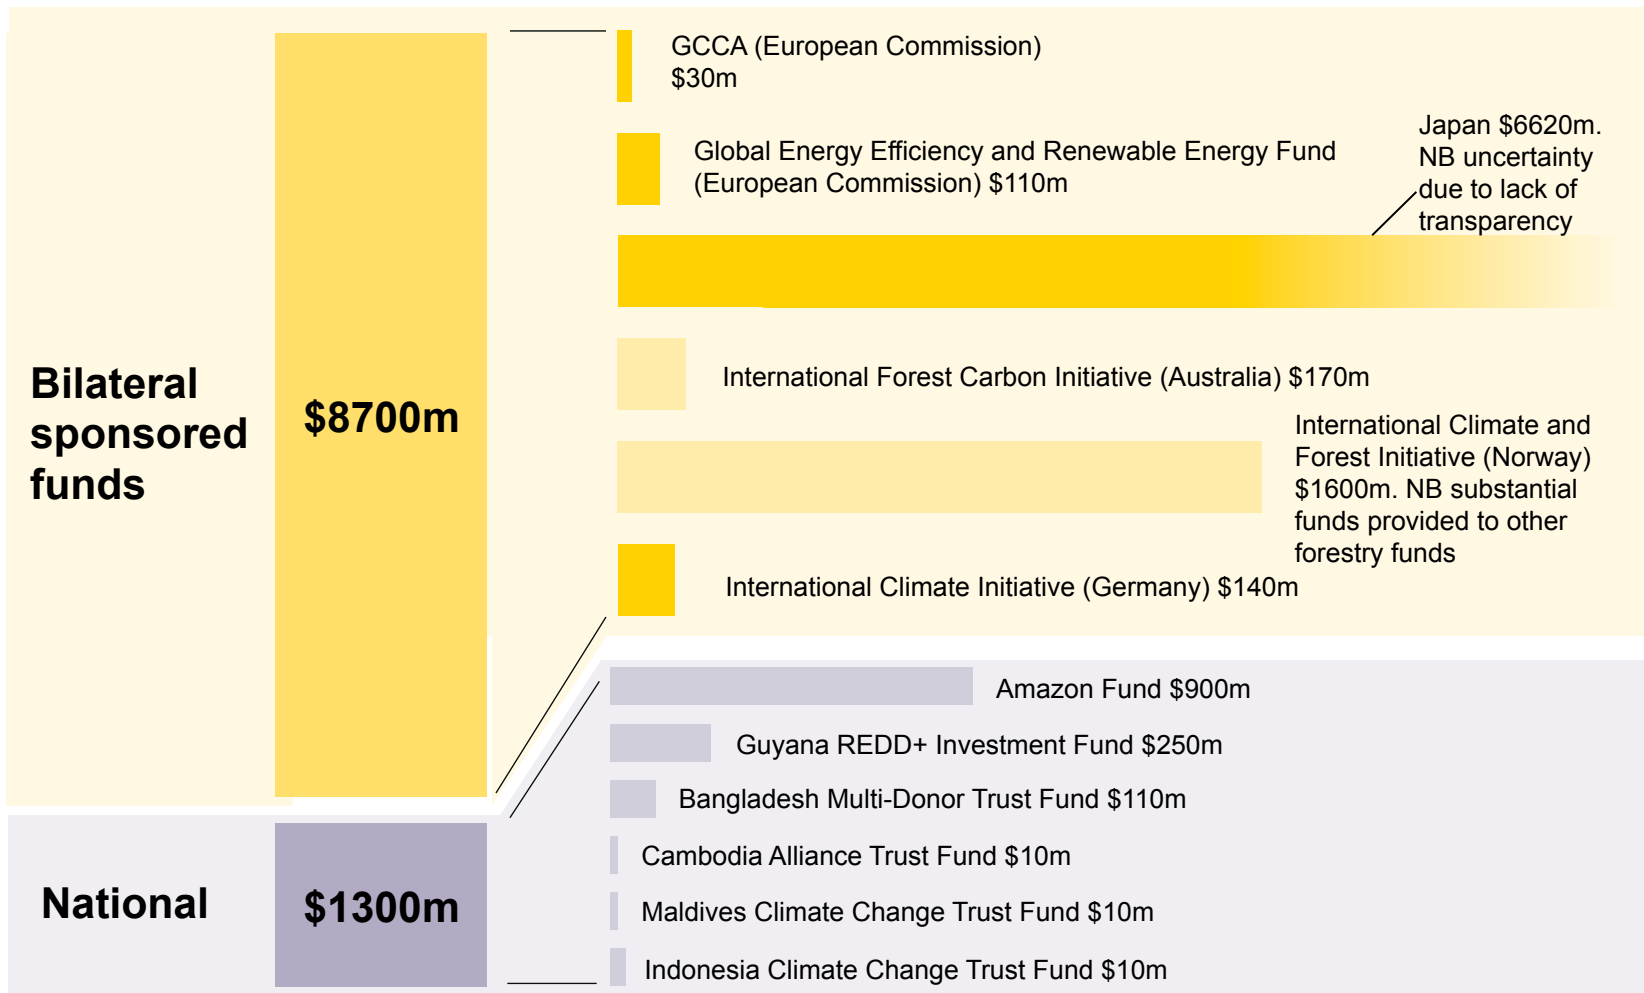 Bilateral
sponsored
funds
$8700m
GCCA (European Commission)
$30m
Global Energy Efficiency and Renewable Energy Fund
(European Commission) $110m
Japan $6620m.
NB uncertainty
due to lack of
transparency
International Forest Carbon Initiative (Australia) $170m
International Climate and
Forest Initiative (Norway)
$1600m. NB substantial
funds provided to other
forestry funds
International Climate Initiative (Germany) $140m
National
$1300m
Amazon Fund $900m
Guyana REDD+ Investment Fund $250m
Bangladesh Multi-Donor Trust Fund $110m
Cambodia Alliance Trust Fund $10m
Maldives Climate Change Trust Fund $10m
Indonesia Climate Change Trust Fund $10m